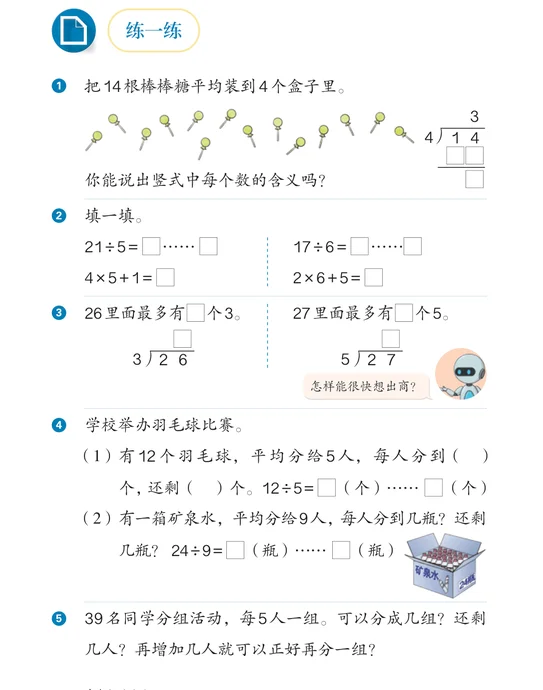 练一练
1 把14根棒棒糖平均装到4个盒子里。
3
4 1 4
你能说出竖式中每个数的含义吗？
2 填一填。
21÷5=□……□
17÷6=□……□
4×5+1=□
2×6+5=□
3 26里面最多有□个3。
27里面最多有□个5。
3 2 6
5 2 7
怎样能很快想出商？
4 学校举办羽毛球比赛。
（1）有12个羽毛球，平均分给5人，每人分到（ ）
个，还剩（ ）个。12÷5=□（个）……□（个）
（2）有一箱矿泉水，平均分给9人，每人分到几瓶？还剩
几瓶？ 24÷9=□（瓶）……□（瓶）
矿泉水
24瓶
5 39名同学分组活动，每5人一组。可以分成几组？还剩
几人？再增加几人就可以正好再分一组？